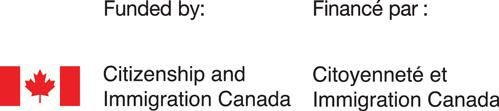 Funded by:
Financé par :
Citizenship and
Immigration Canada
Citoyenneté et
Immigration Canada